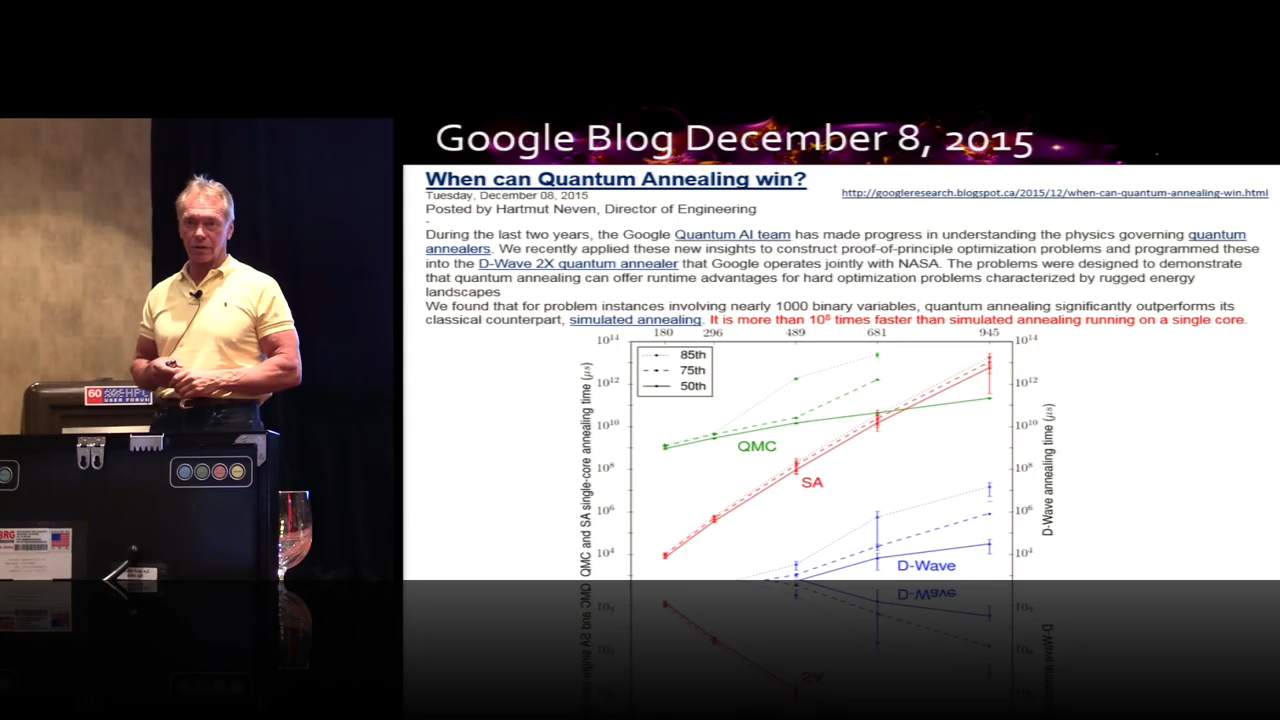 Google Blog December 8, 2015
When can Quantum Annealing win?
Tuesday, December 08, 2015
http://googleresearch.blogspot.ca/2015/12/when-can-quantum-annealing-win.html
Posted by Hartmut Neven, Director of Engineering
-
During the last two years, the Google Quantum AI team has made progress in understanding the physics governing quantum
annealers. We recently applied these new insights to construct proof-of-principle optimization problems and programmed these
into the D-Wave 2X quantum annealer that Google operates jointly with NASA. The problems were designed to demonstrate
that quantum annealing can offer runtime advantages for hard optimization problems characterized by rugged energy
landscapes
We found that for problem instances involving nearly 1000 binary variables, quantum annealing significantly outperforms its
classical counterpart, simulated annealing. It is more than 10⁸ times faster than simulated annealing running on a single core.
180 296 489 681 945
10¹⁴ 10¹⁴
85th
75th
50th
10¹² 10¹²
10¹⁰ 10¹⁰
QMC
10⁸ 10⁸
SA
10⁶ 10⁶
10⁴ 10⁴
D-Wave
QMC and SA single-core annealing time (μs)
D-Wave annealing time (μs)
60 HPC
USER FORUM
BRG